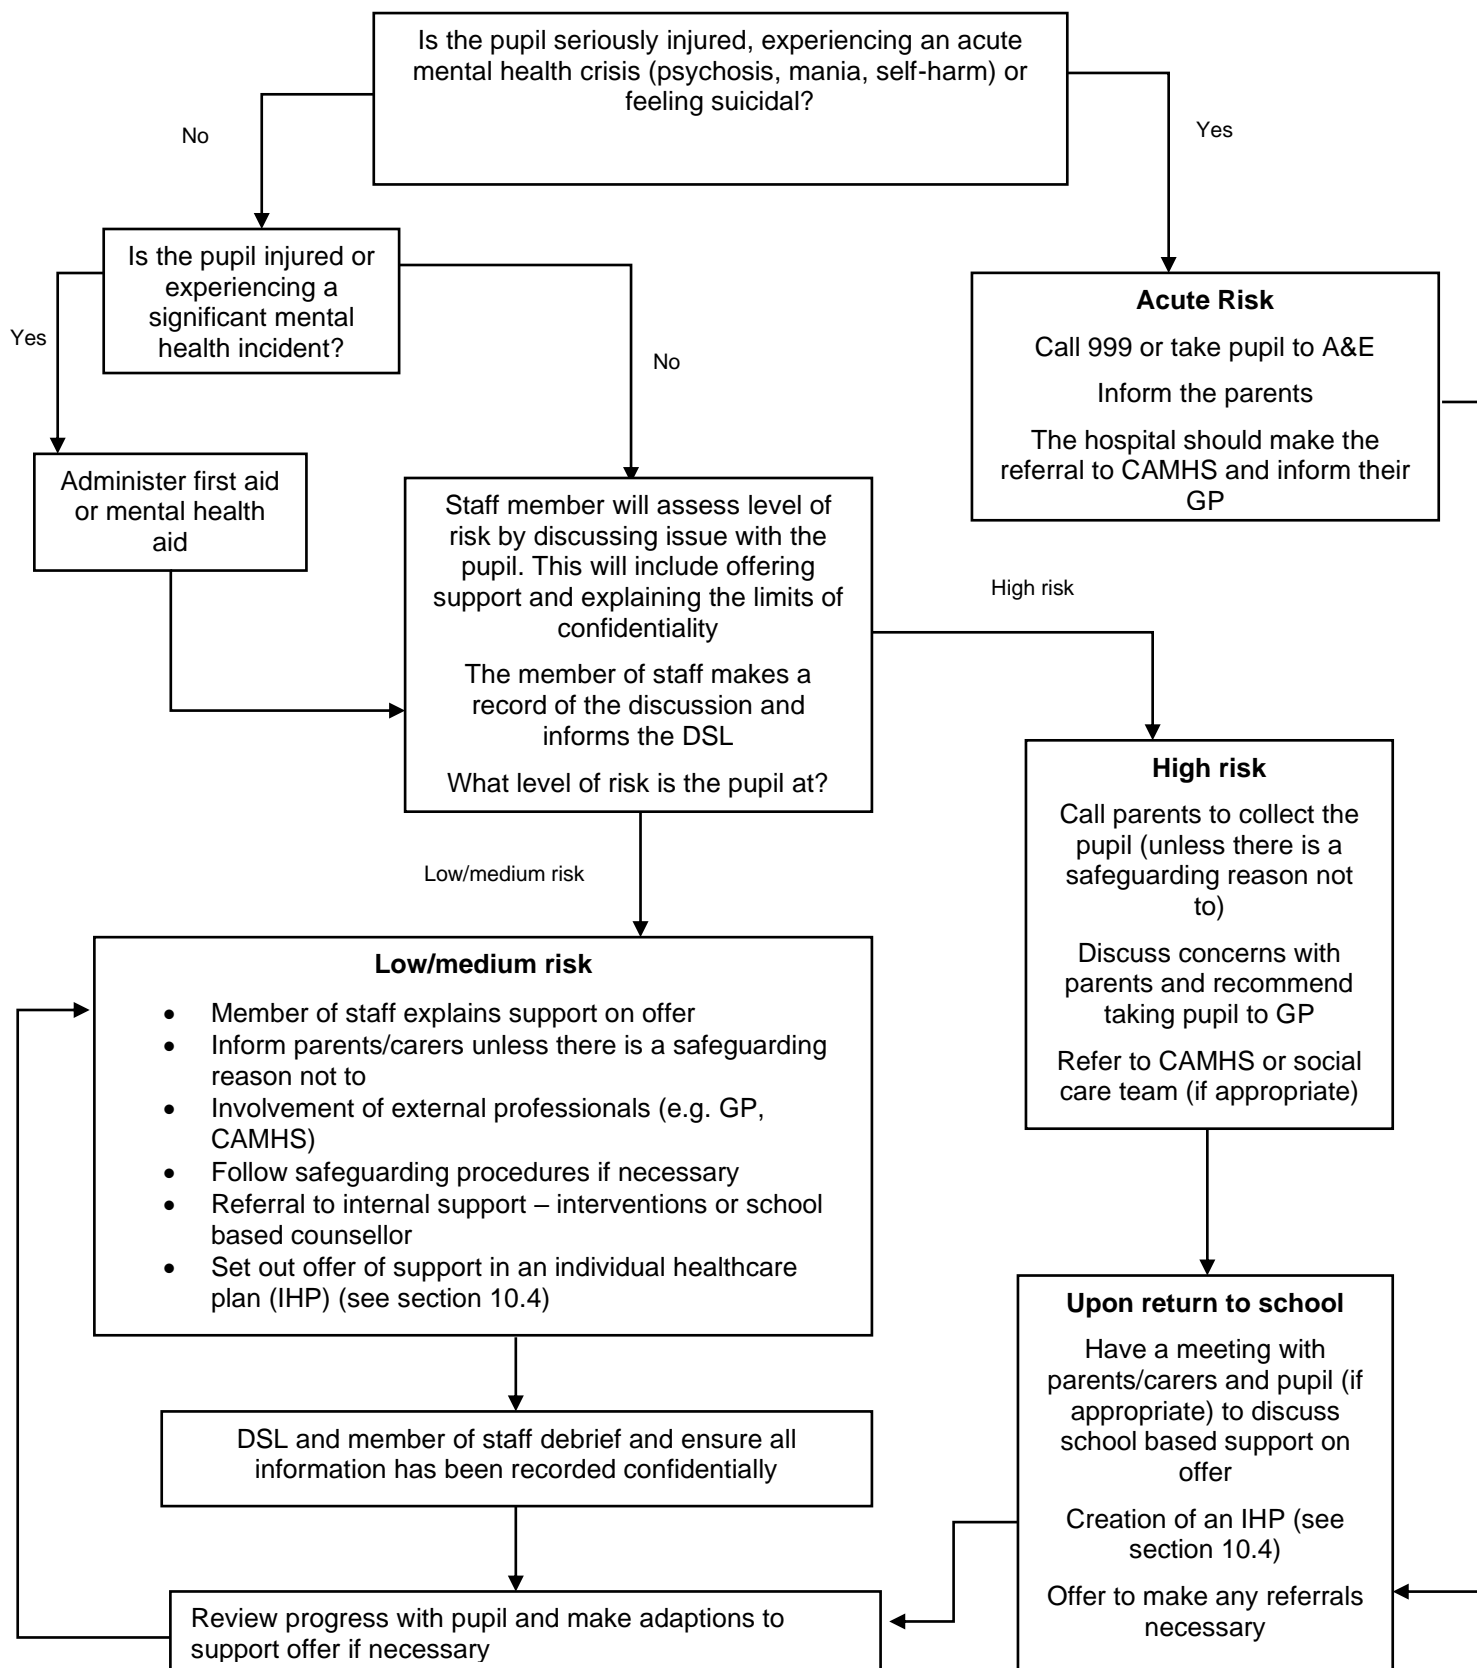 Is the pupil seriously injured, experiencing an acute
mental health crisis (psychosis, mania, self-harm) or
feeling suicidal?
No
Yes
Is the pupil injured or
experiencing a
significant mental
health incident?
Yes
No
Acute Risk
Call 999 or take pupil to A&E
Inform the parents
The hospital should make the
referral to CAMHS and inform their
GP
Administer first aid
or mental health
aid
Staff member will assess level of
risk by discussing issue with the
pupil. This will include offering
support and explaining the limits of
confidentiality
The member of staff makes a
record of the discussion and
informs the DSL
What level of risk is the pupil at?
High risk
Low/medium risk
High risk
Call parents to collect the
pupil (unless there is a
safeguarding reason not
to)
Discuss concerns with
parents and recommend
taking pupil to GP
Refer to CAMHS or social
care team (if appropriate)
Low/medium risk
• Member of staff explains support on offer
• Inform parents/carers unless there is a safeguarding
reason not to
• Involvement of external professionals (e.g. GP,
CAMHS)
• Follow safeguarding procedures if necessary
• Referral to internal support – interventions or school
based counsellor
• Set out offer of support in an individual healthcare
plan (IHP) (see section 10.4)
Upon return to school
Have a meeting with
parents/carers and pupil (if
appropriate) to discuss
school based support on
offer
Creation of an IHP (see
section 10.4)
Offer to make any referrals
necessary
DSL and member of staff debrief and ensure all
information has been recorded confidentially
Review progress with pupil and make adaptions to
support offer if necessary